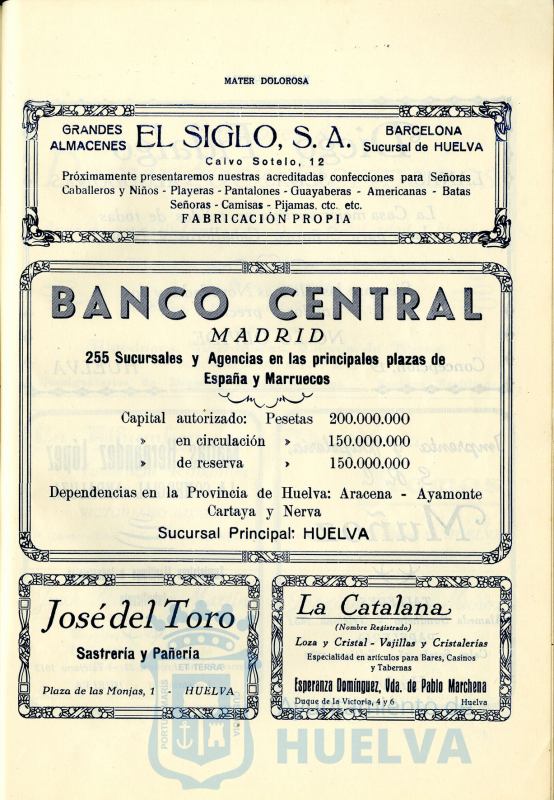 MATER DOLOROSA
GRANDES ALMACENES
EL SIGLO, S. A.
BARCELONA
Sucursal de HUELVA
Calvo Sotelo, 12
Próximamente presentaremos nuestras acreditadas confecciones para Señoras
Caballeros y Niños - Playeras - Pantalones - Guayaberas - Americanas - Batas
Señoras - Camisas - Pijamas, etc. etc.
FABRICACIÓN PROPIA
BANCO CENTRAL
MADRID
255 Sucursales y Agencias en las principales plazas de
España y Marruecos
Capital autorizado: Pesetas 200.000.000
» en circulación » 150.000.000
» de reserva » 150.000.000
Dependencias en la Provincia de Huelva: Aracena - Ayamonte
Cartaya y Nerva
Sucursal Principal: HUELVA
José del Toro
Sastrería y Pañería
Plaza de las Monjas, 1 HUELVA
La Catalana
(Nombre Registrado)
Loza y Cristal - Vajillas y Cristalerías
Especialidad en artículos para Bares, Casinos
y Tabernas
Esperanza Domínguez, Vda. de Pablo Marchena
Duque de la Victoria, 4 y 6 Huelva
HUELVA